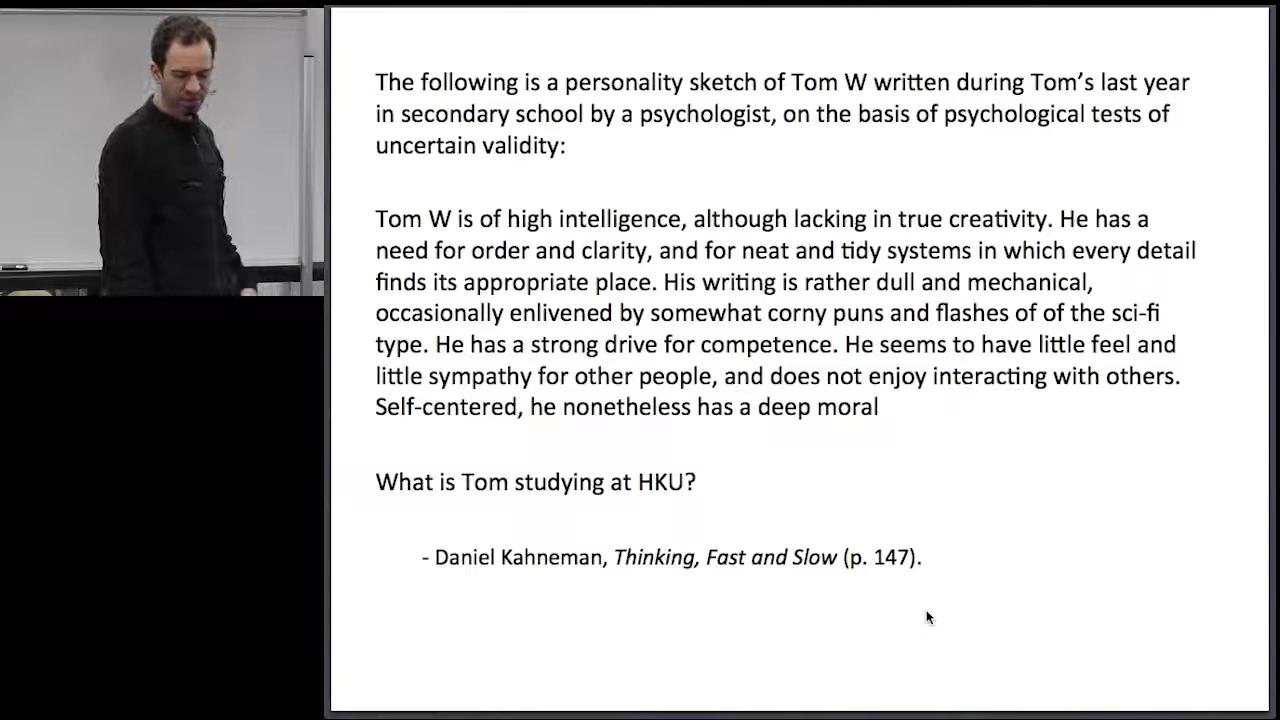 The following is a personality sketch of Tom W written during Tom’s last year
in secondary school by a psychologist, on the basis of psychological tests of
uncertain validity:
Tom W is of high intelligence, although lacking in true creativity. He has a
need for order and clarity, and for neat and tidy systems in which every detail
finds its appropriate place. His writing is rather dull and mechanical,
occasionally enlivened by somewhat corny puns and flashes of of the sci-fi
type. He has a strong drive for competence. He seems to have little feel and
little sympathy for other people, and does not enjoy interacting with others.
Self-centered, he nonetheless has a deep moral
What is Tom studying at HKU?
- Daniel Kahneman, Thinking, Fast and Slow (p. 147).